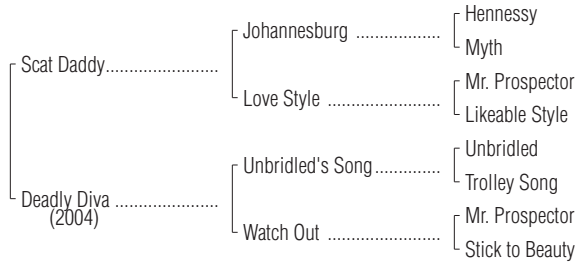 Hennessy
Johannesburg ..................
Myth
Scat Daddy........................
Mr. Prospector
Love Style ........................
Likeable Style
Unbridled
Unbridled's Song..............
Trolley Song
Deadly Diva ......................
(2004)
Mr. Prospector
Watch Out ........................
Stick to Beauty